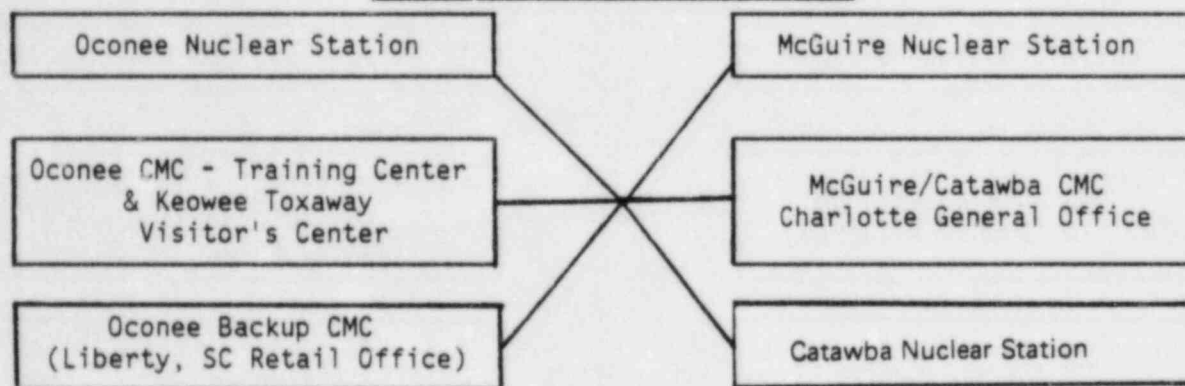 Oconee Nuclear Station
McGuire Nuclear Station
Oconee CMC - Training Center
& Keowee Toxaway
Visitor's Center
McGuire/Catawba CMC
Charlotte General Office
Oconee Backup CMC
(Liberty, SC Retail Office)
Catawba Nuclear Station